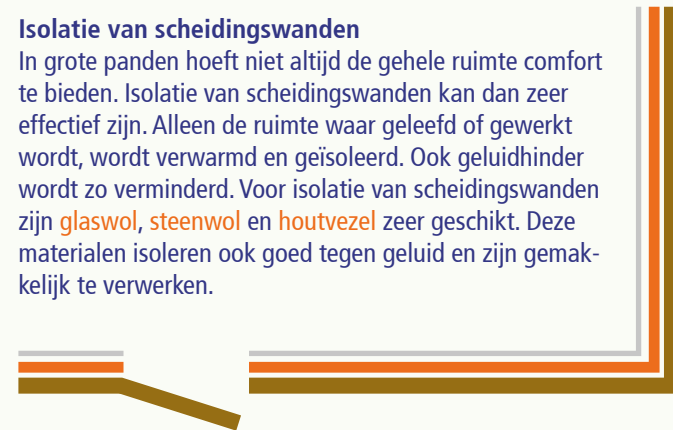 Isolatie van scheidingswanden
In grote panden hoeft niet altijd de gehele ruimte comfort
te bieden. Isolatie van scheidingswanden kan dan zeer
effectief zijn. Alleen de ruimte waar geleefd of gewerkt
wordt, wordt verwarmd en geïsoleerd. Ook geluidhinder
wordt zo verminderd. Voor isolatie van scheidingswanden
zijn glaswol, steenwol en houtvezel zeer geschikt. Deze
materialen isoleren ook goed tegen geluid en zijn gemak-
kelijk te verwerken.